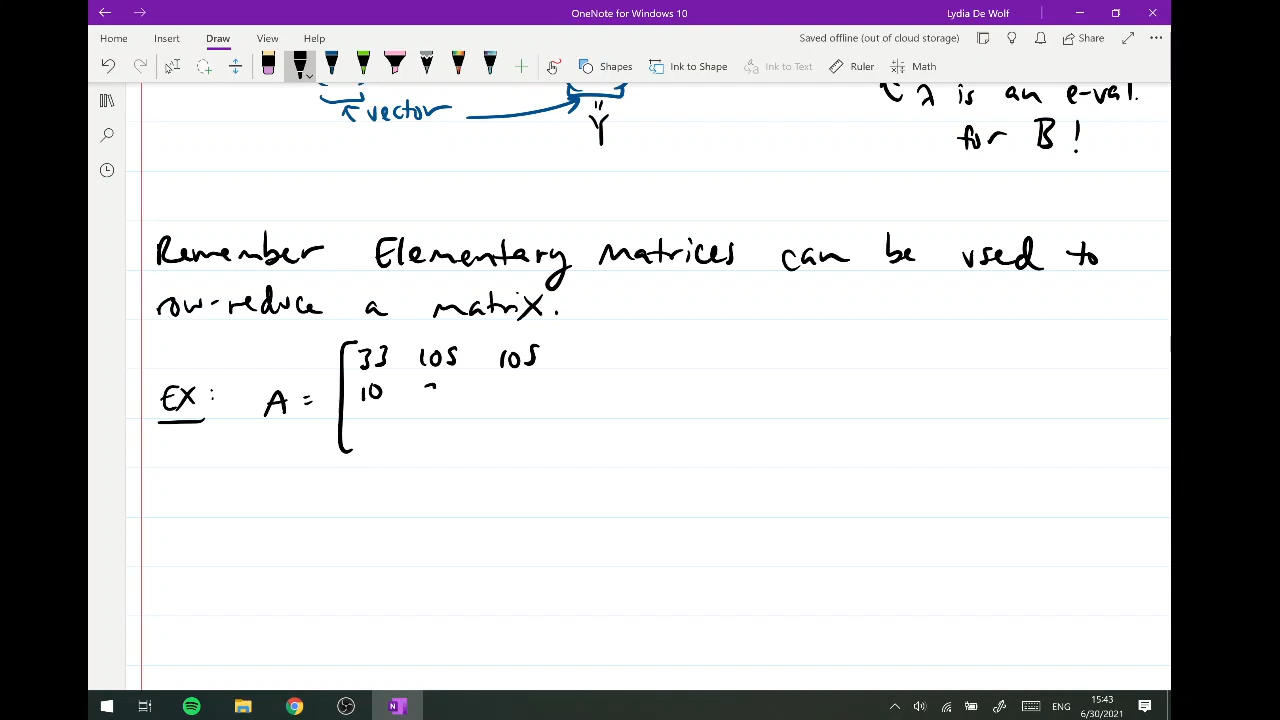 OneNote for Windows 10
Lydia De Wolf
Home Insert Draw View Help
Saved offline (out of cloud storage)
Share
Shapes
Ink to Shape
Ink to Text
Ruler
Math
vector
Y
λ is an e-val.
for B!
Remember Elementary matrices can be used to
row-reduce a matrix.
33 105 105
EX: A =
10
15:43
ENG
6/30/2021